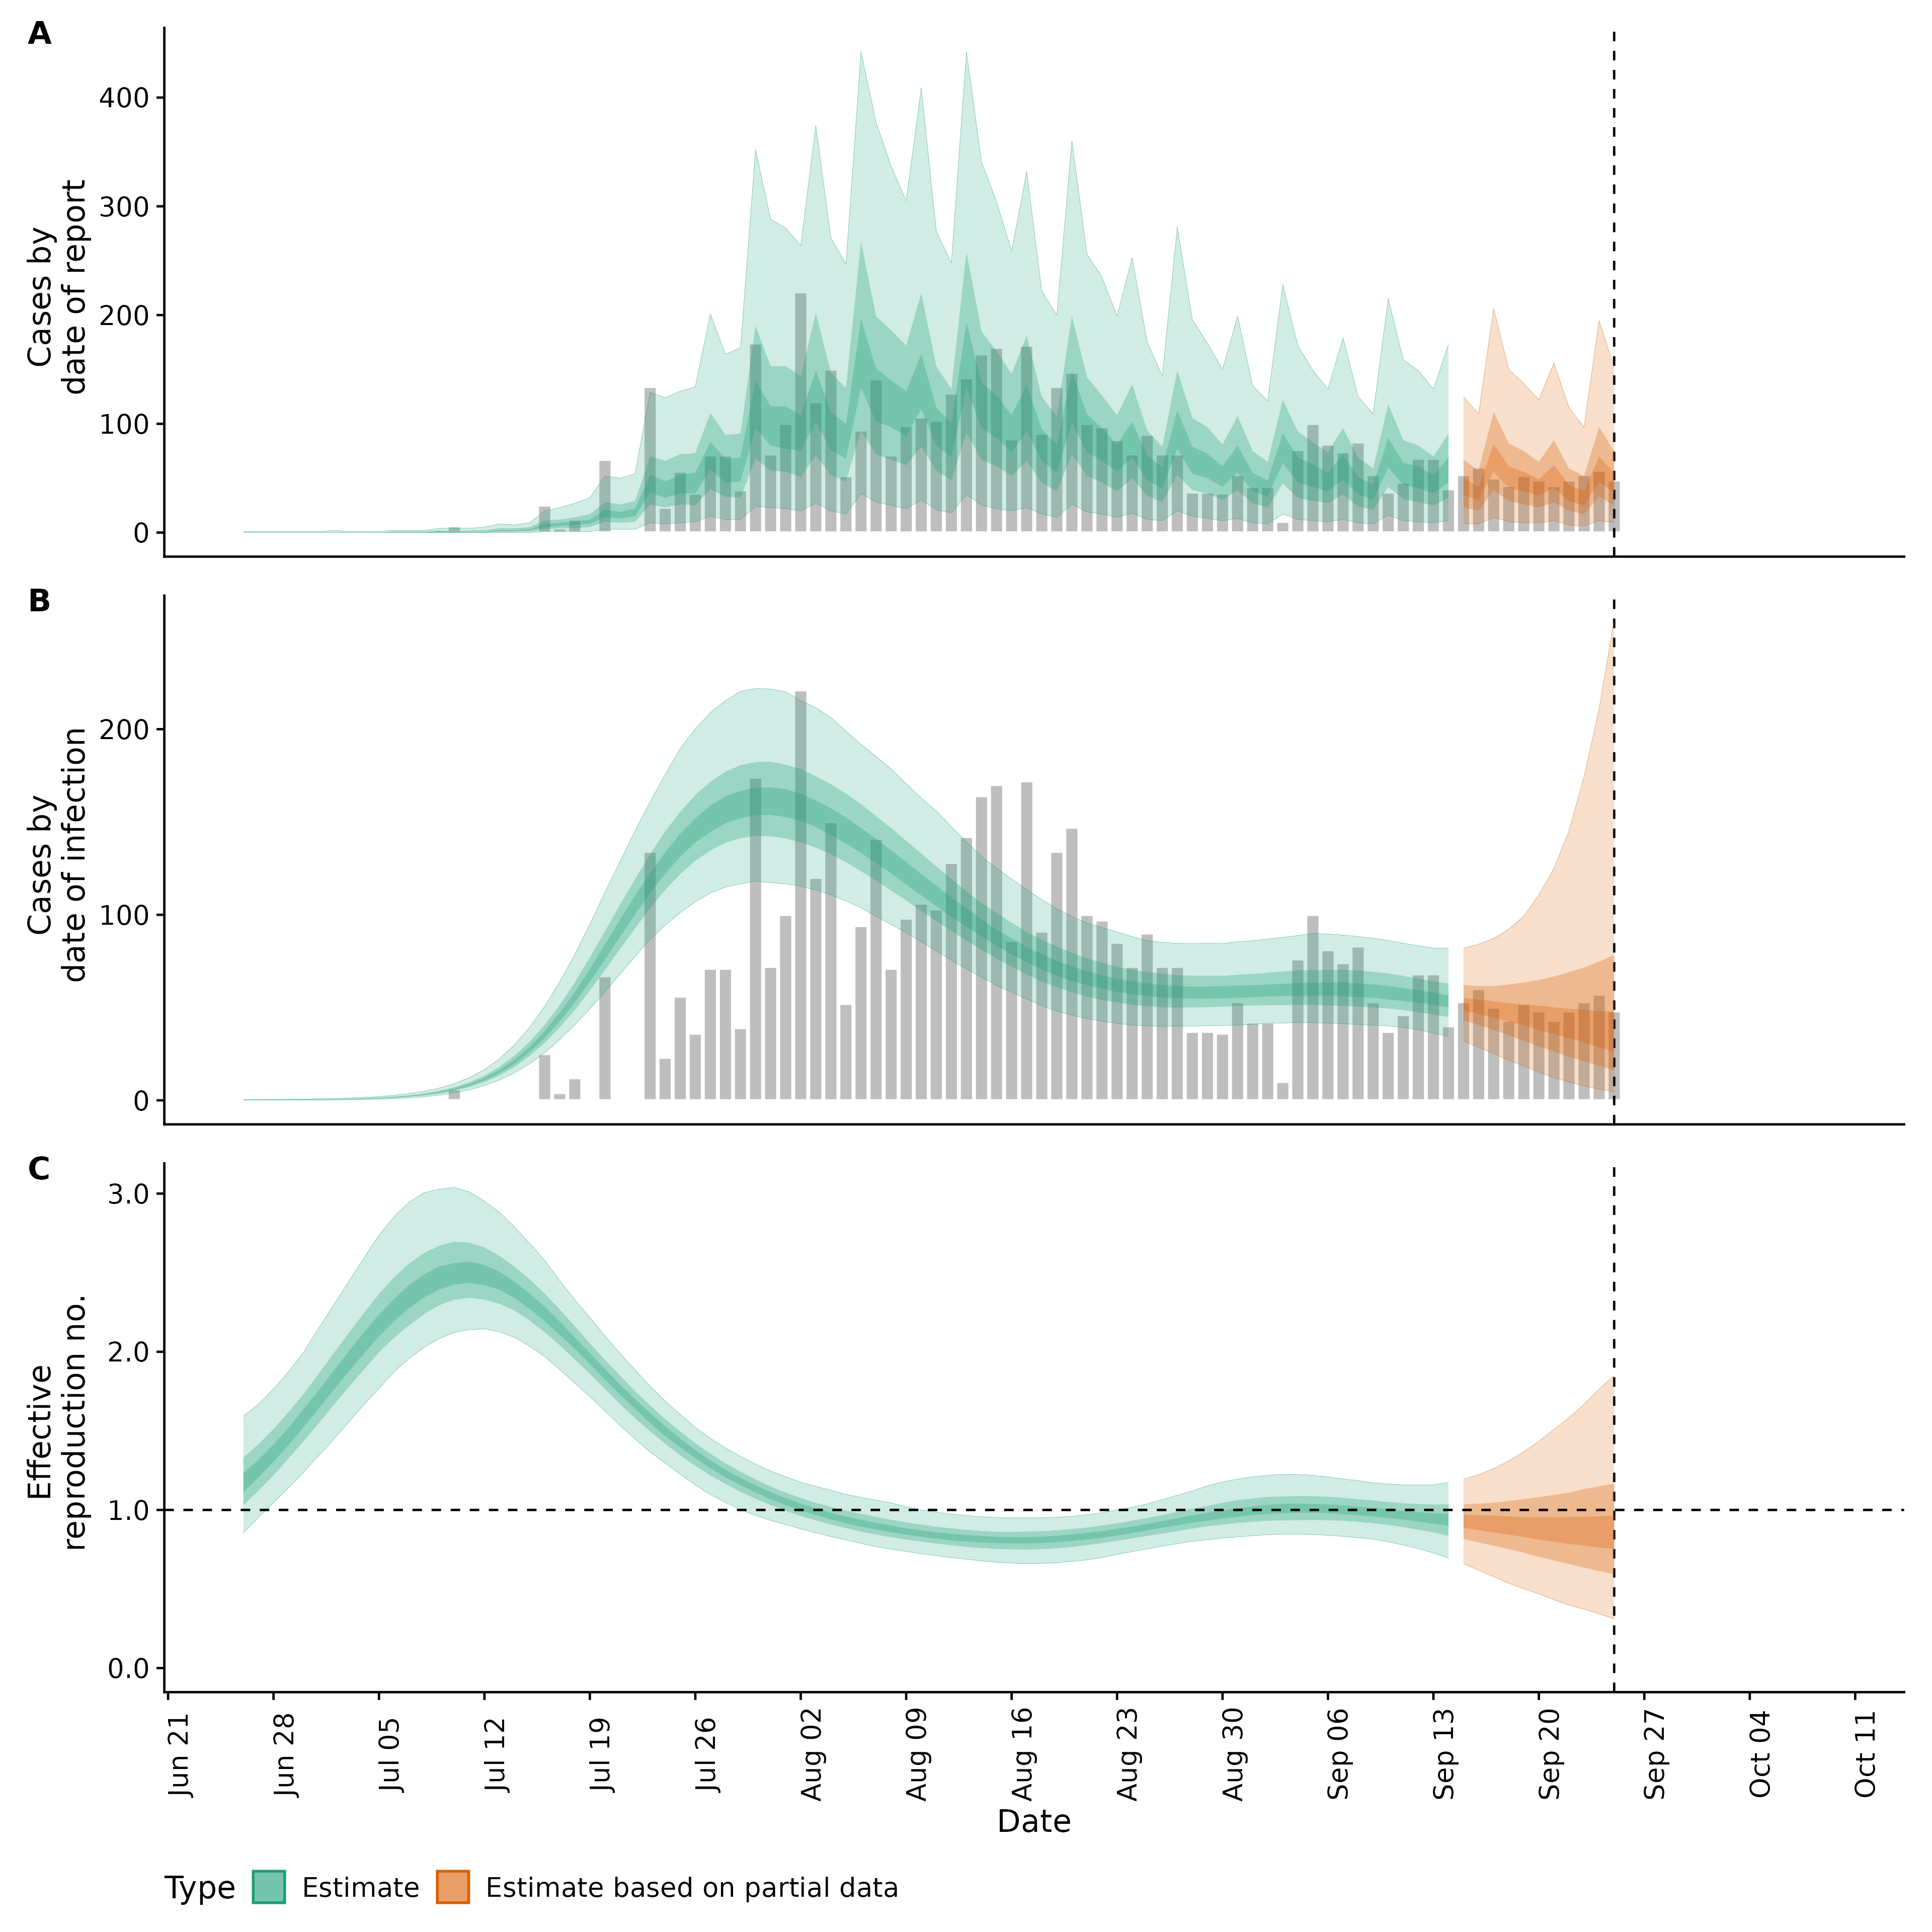 A
Cases by
date of report
400
300
200
100
0
B
Cases by
date of infection
200
100
0
C
Effective
reproduction no.
3.0
2.0
1.0
0.0
Jun 21
Jun 28
Jul 05
Jul 12
Jul 19
Jul 26
Aug 02
Aug 09
Aug 16
Aug 23
Aug 30
Sep 06
Sep 13
Sep 20
Sep 27
Oct 04
Oct 11
Date
Type Estimate Estimate based on partial data